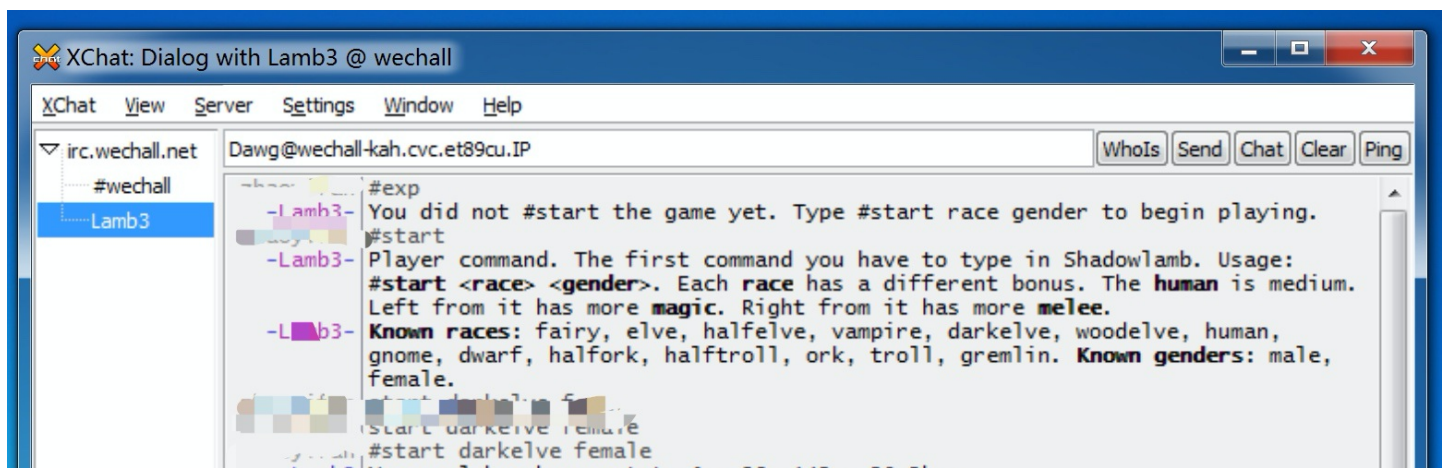 XChat: Dialog with Lamb3 @ wechall
XChat View Server Settings Window Help
irc.wechall.net
Dawg@wechall-kah.cvc.et89cu.IP
WhoIs Send Chat Clear Ping
#wechall
Lamb3
#exp
-Lamb3- You did not #start the game yet. Type #start race gender to begin playing.
#start
-Lamb3- Player command. The first command you have to type in Shadowlamb. Usage:
#start <race> <gender>. Each race has a different bonus. The human is medium.
Left from it has more magic. Right from it has more melee.
Known races: fairy, elve, halfelve, vampire, darkelve, woodelve, human,
gnome, dwarf, halfork, halftroll, ork, troll, gremlin. Known genders: male,
female.
#start darkelve female